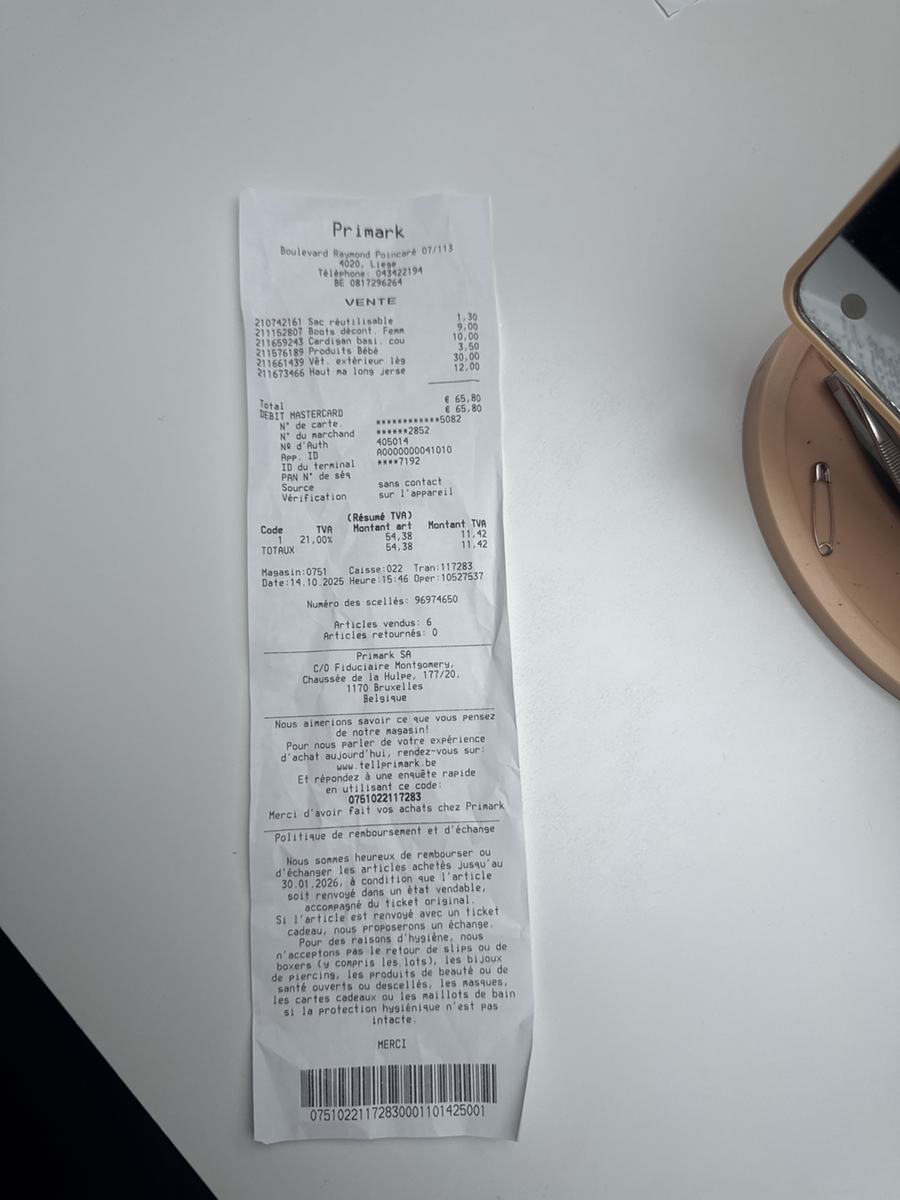 Primark
Boulevard Raymond Poincaré 07/113
4020, Liege
Téléphone: 043422194
BE 0817296264
VENTE
210742161 Sac réutilisable 1,30
211152807 Boots décont. Femm 9,00
211659243 Cardigan basi. cou 10,00
211576189 Produits Bébé 3,50
211661439 Vêt. extérieur lég 30,00
211673466 Haut ma long jerse 12,00
Total € 65,80
DEBIT MASTERCARD € 65,80
N° de carte. ************5082
N° du marchand ******2852
Nº d'Auth 405014
App. ID A0000000041010
ID du terminal ****7192
PAN N° de séq
Source sans contact
Vérification sur l'appareil
(Résumé TVA)
Code TVA Montant art Montant TVA
1 21,00% 54,38 11,42
TOTAUX 54,38 11,42
Magasin:0751 Caisse:022 Tran:117283
Date:14.10.2025 Heure:15:46 Oper:10527537
Numéro des scellés: 96974650
Articles vendus: 6
Articles retournés: 0
Primark SA
C/O Fiduciaire Montgomery,
Chaussée de la Hulpe, 177/20,
1170 Bruxelles
Belgique
Nous aimerions savoir ce que vous pensez
de notre magasin!
Pour nous parler de votre expérience
d'achat aujourd'hui, rendez-vous sur:
www.tellprimark.be
Et répondez à une enquête rapide
en utilisant ce code:
0751022117283
Merci d'avoir fait vos achats chez Primark
Politique de remboursement et d'échange
Nous sommes heureux de rembourser ou
d'échanger les articles achetés jusqu'au
30.01.2026, à condition que l'article
soit renvoyé dans un état vendable,
accompagné du ticket original.
Si l'article est renvoyé avec un ticket
cadeau, nous proposerons un échange.
Pour des raisons d'hygiène, nous
n'acceptons pas le retour de slips ou de
boxers (y compris les lots), les bijoux
de piercing, les produits de beauté ou de
santé ouverts ou descellés, les masques,
les cartes cadeaux ou les maillots de bain
si la protection hygiénique n'est pas
intacte.
MERCI
07510221172830001101425001